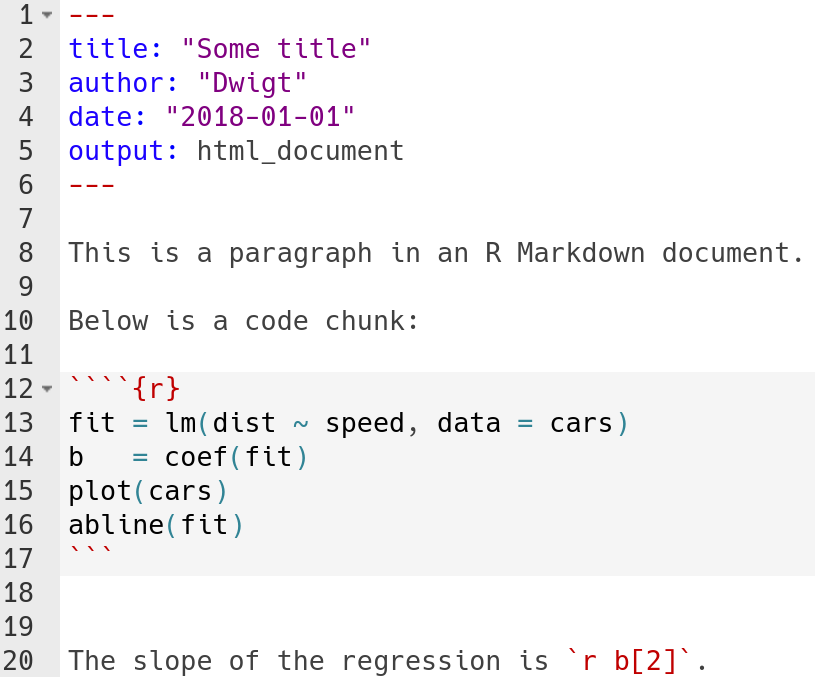 1 ---
2 title: "Some title"
3 author: "Dwigt"
4 date: "2018-01-01"
5 output: html_document
6 ---
7
8 This is a paragraph in an R Markdown document.
9
10 Below is a code chunk:
11
12 ````{r}
13 fit = lm(dist ~ speed, data = cars)
14 b   = coef(fit)
15 plot(cars)
16 abline(fit)
17 ```
18
19
20 The slope of the regression is `r b[2]`.